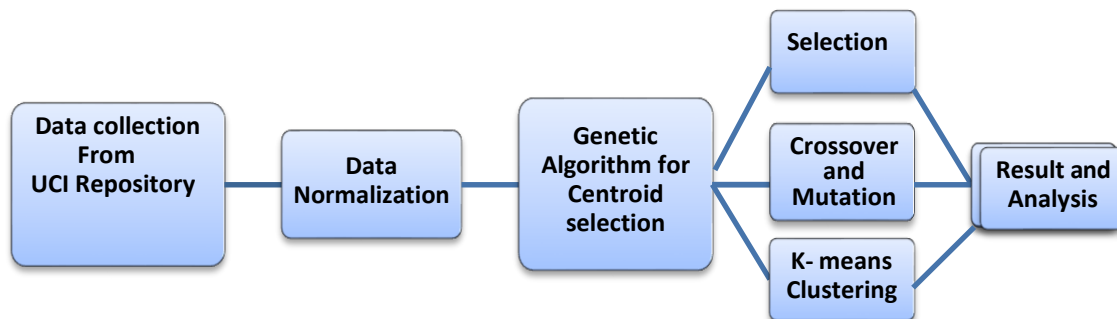 Data collection
From
UCI Repository
Data
Normalization
Genetic
Algorithm for
Centroid
selection
Selection
Crossover
and
Mutation
K- means
Clustering
Result and
Analysis